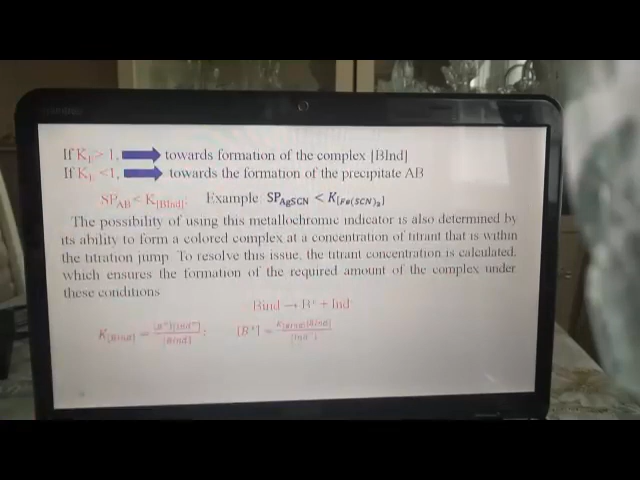 If K₁ > 1, towards formation of the complex [BInd]
If K₁ <1, towards the formation of the precipitate AB
SP_AB < K_[BInd]. Example: SP_AgSCN < K_[Fe(SCN)₃]
The possibility of using this metallochromic indicator is also determined by
its ability to form a colored complex at a concentration of titrant that is within
the titration jump. To resolve this issue, the titrant concentration is calculated,
which ensures the formation of the required amount of the complex under
these conditions
Bind → B⁺ + Ind⁻
K_[BInd] = [B⁺][Ind⁻] / [BInd] ; [B⁺] = K_[BInd][BInd] / [Ind⁻]